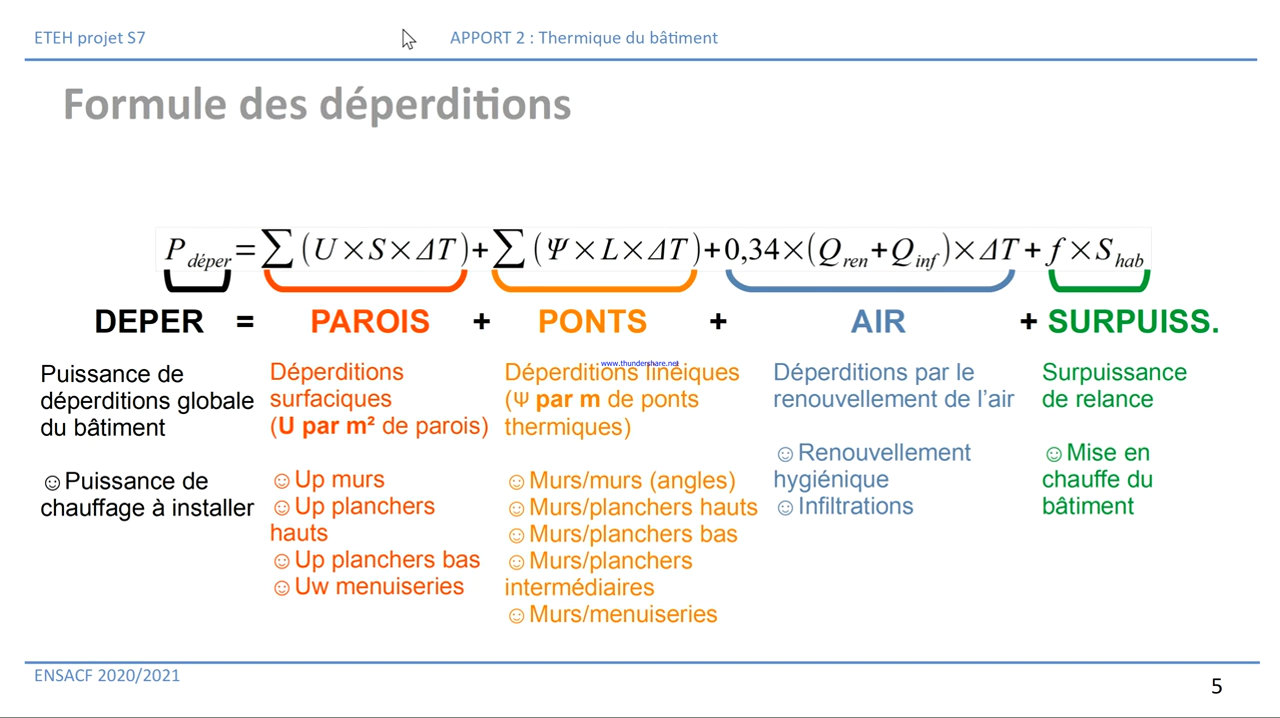 ETEH projet S7
APPORT 2 : Thermique du bâtiment
Formule des déperditions
P déper = ∑ (U×S×ΔT)+∑ (Ψ×L×ΔT)+0,34×(Q ren+Q inf)×ΔT + f×S hab
DEPER = PAROIS + PONTS + AIR + SURPUISS.
Puissance de
déperditions globale
du bâtiment
☺Puissance de
chauffage à installer
Déperditions
surfaciques
(U par m² de parois)
☺Up murs
☺Up planchers
hauts
☺Up planchers bas
☺Uw menuiseries
www.thundershare.net
Déperditions linéiques
(Ψ par m de ponts
thermiques)
☺Murs/murs (angles)
☺Murs/planchers hauts
☺Murs/planchers bas
☺Murs/planchers
intermédiaires
☺Murs/menuiseries
Déperditions par le
renouvellement de l’air
☺Renouvellement
hygiénique
☺Infiltrations
Surpuissance
de relance
☺Mise en
chauffe du
bâtiment
ENSACF 2020/2021
5